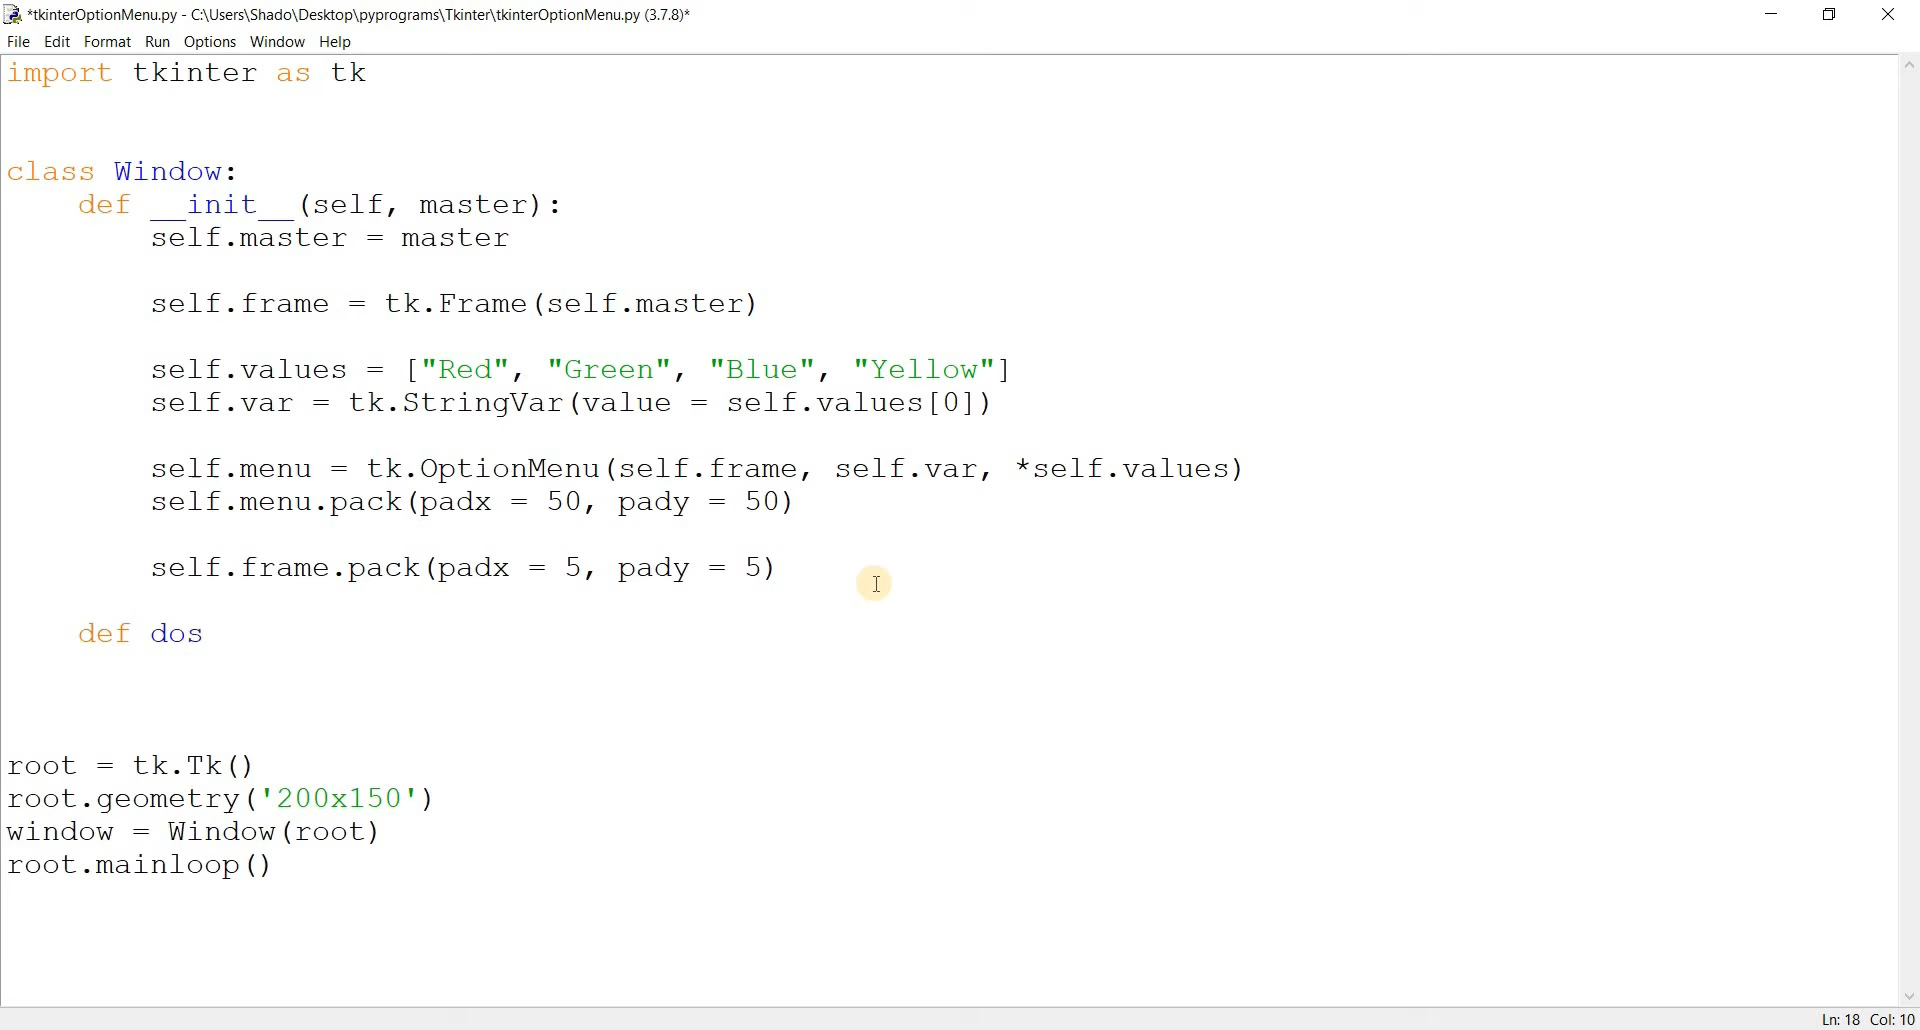 *tkinterOptionMenu.py - C:\Users\Shado\Desktop\pyprograms\Tkinter\tkinterOptionMenu.py (3.7.8)*
File Edit Format Run Options Window Help
import tkinter as tk
class Window:
    def __init__(self, master):
        self.master = master
        self.frame = tk.Frame(self.master)
        self.values = ["Red", "Green", "Blue", "Yellow"]
        self.var = tk.StringVar(value = self.values[0])
        self.menu = tk.OptionMenu(self.frame, self.var, *self.values)
        self.menu.pack(padx = 50, pady = 50)
        self.frame.pack(padx = 5, pady = 5)
    def dos
root = tk.Tk()
root.geometry('200x150')
window = Window(root)
root.mainloop()
Ln: 18 Col: 10